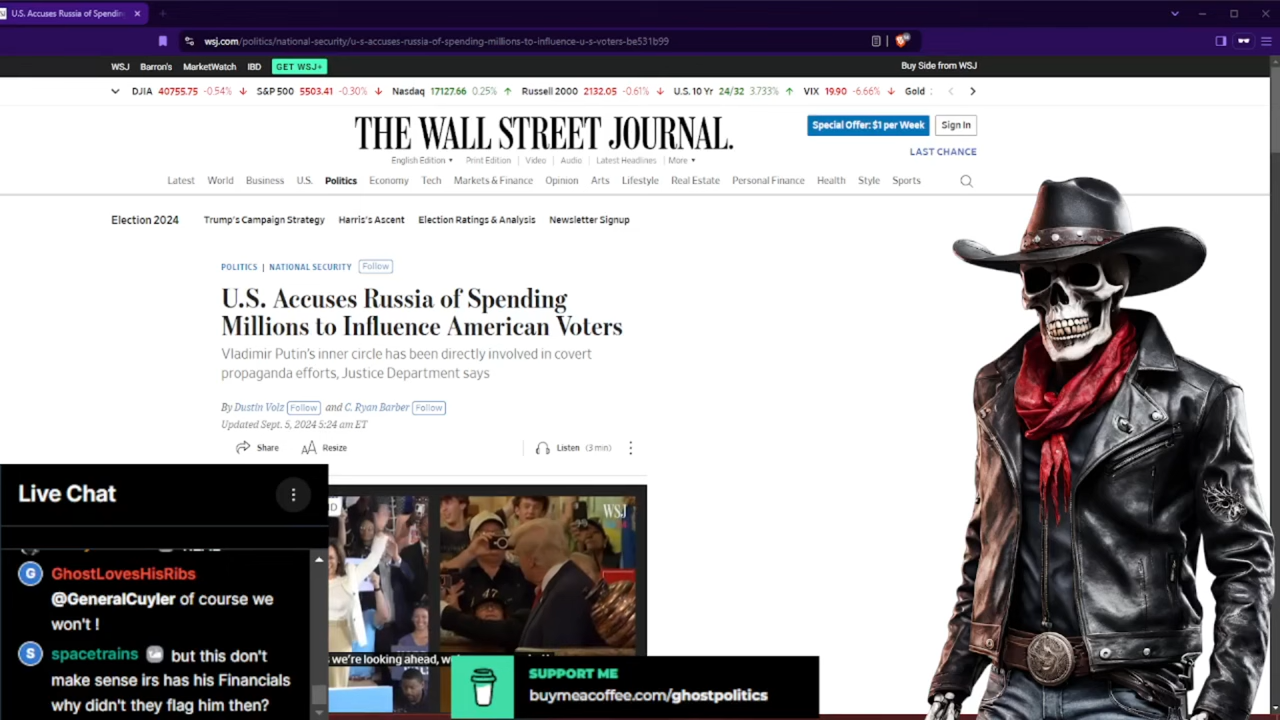 U.S. Accuses Russia of Spendin
wsj.com/politics/national-security/u-s-accuses-russia-of-spending-millions-to-influence-u-s-voters-be531b99
WSJ Barron's MarketWatch IBD GET WSJ+ Buy Side from WSJ
DJIA 40755.75 -0.54% S&P 500 5503.41 -0.30% Nasdaq 17127.66 0.25% Russell 2000 2132.05 -0.61% U.S. 10 Yr 24/32 3.733% VIX 19.90 -6.66% Gold
THE WALL STREET JOURNAL.
Special Offer: $1 per Week Sign In
LAST CHANCE
English Edition Print Edition Video Audio Latest Headlines More
Latest World Business U.S. Politics Economy Tech Markets & Finance Opinion Arts Lifestyle Real Estate Personal Finance Health Style Sports
Election 2024 Trump's Campaign Strategy Harris's Ascent Election Ratings & Analysis Newsletter Signup
POLITICS | NATIONAL SECURITY Follow
U.S. Accuses Russia of Spending
Millions to Influence American Voters
Vladimir Putin's inner circle has been directly involved in covert
propaganda efforts, Justice Department says
By Dustin Volz Follow and C. Ryan Barber Follow
Updated Sept. 5, 2024 5:24 am ET
Share Resize Listen (3 min)
WSJ
47
we're looking ahead,
Live Chat
G GhostLovesHisRibs
@GeneralCuyler of course we
won't !
S spacetrains but this don't
make sense irs has his Financials
why didn't they flag him then?
SUPPORT ME
buymeacoffee.com/ghostpolitics